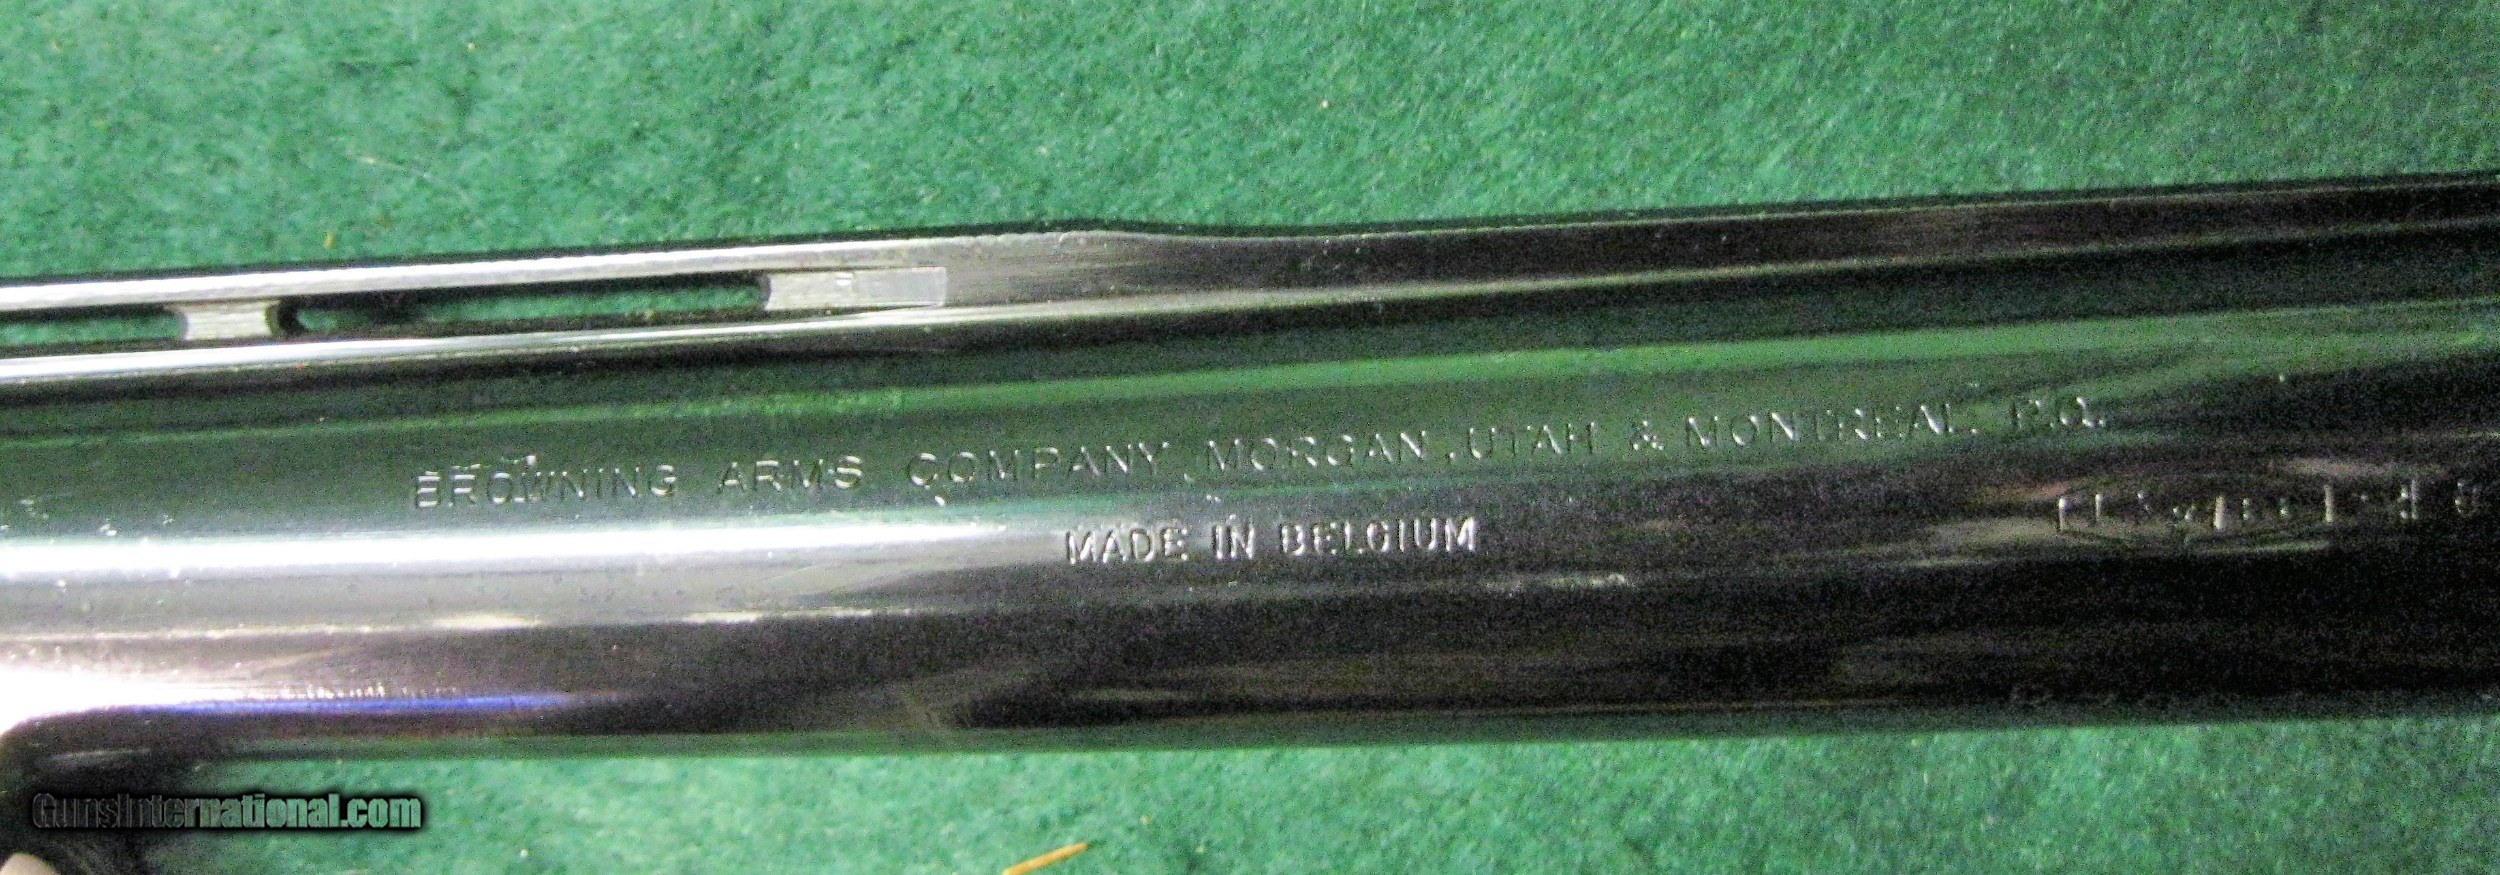 BROWNING ARMS COMPANY, MORGAN, UTAH & MONTREAL P.Q.
MADE IN BELGIUM
GunsInternational.com